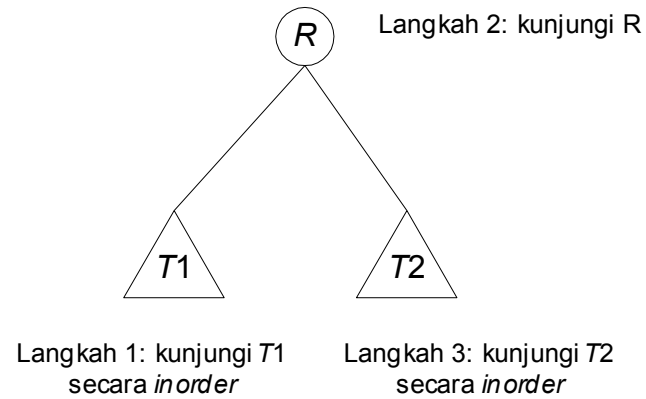 R
Langkah 2: kunjungi R
T1
T2
Langkah 1: kunjungi T1
secara inorder
Langkah 3: kunjungi T2
secara inorder